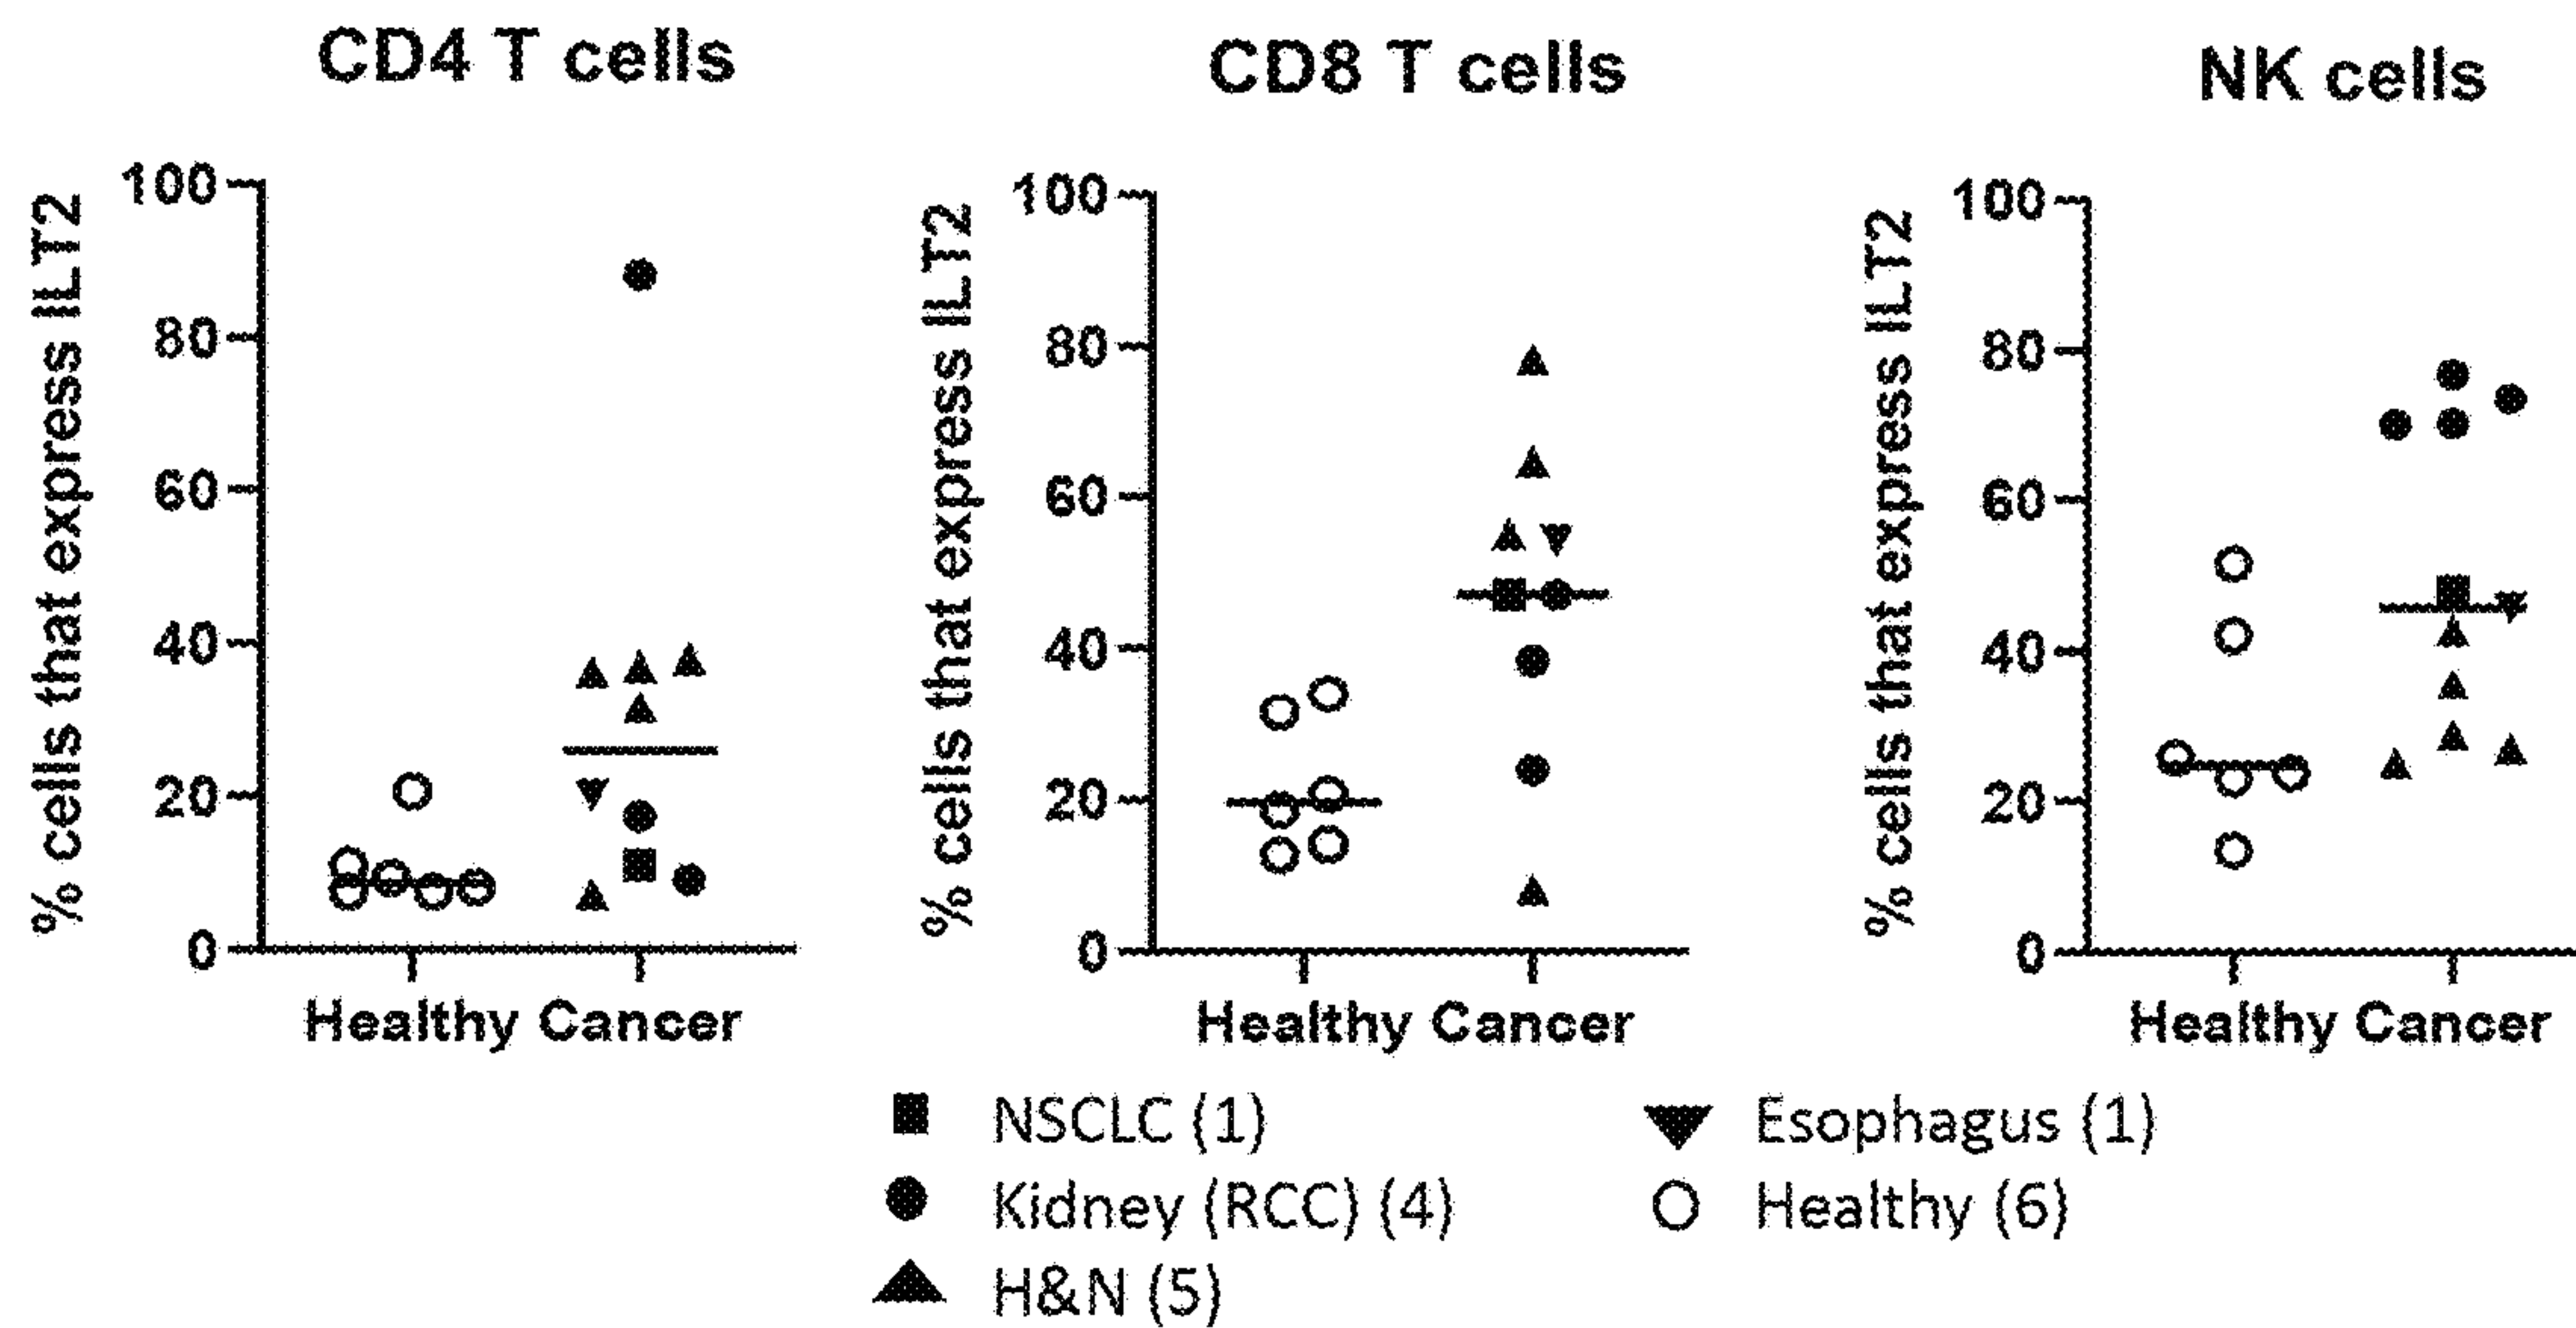 CD4 T cells
% cells that express ILT2
100
80
60
40
20
0
Healthy Cancer
CD8 T cells
% cells that express ILT2
100
80
60
40
20
0
Healthy Cancer
NK cells
% cells that express ILT2
100
80
60
40
20
0
Healthy Cancer
NSCLC (1)
Kidney (RCC) (4)
H&N (5)
Esophagus (1)
Healthy (6)